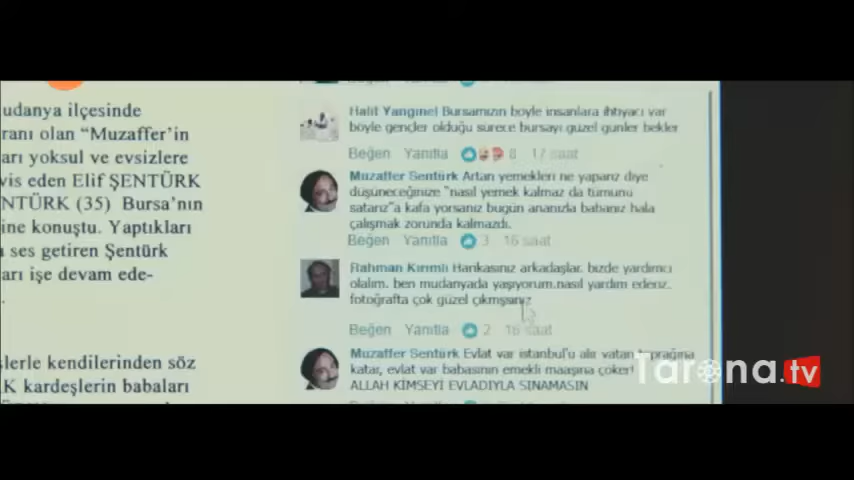 udanya ilçesinde
ranı olan “Muzaffer’in
arı yoksul ve evsizlere
vis eden Elif ŞENTÜRK
NTÜRK (35) Bursa’nın
ine konuştu. Yaptıkları
a ses getiren Şentürk
arı işe devam ede-
.
şlerle kendilerinden söz
K kardeşlerin babaları
Halit Yangınel Bursamızın böyle insanlara ihtiyacı var
böyle gençler olduğu sürece bursayı güzel günler bekler
Beğen Yanıtla 8 17 saat
Muzaffer Sentürk Artan yemekleri ne yaparız diye
düşüneceğinize "nasıl yemek kalmaz da tümünü
satarız"a kafa yorsanız bugün ananızla babanız hala
çalışmak zorunda kalmazdı.
Beğen Yanıtla 3 16 saat
Rahman Kırımlı Harikasınız arkadaşlar. bizde yardımcı
olalım. ben mudanyada yaşıyorum.nasıl yardım ederiz.
fotoğrafta çok güzel çıkmışsınız
Beğen Yanıtla 2 16 saat
Muzaffer Sentürk Evlat var istanbul'u alır vatan toprağına
katar, evlat var babasının emekli maaşına çöker!
ALLAH KİMSEYİ EVLADIYLA SINAMASIN
Tarona.tv